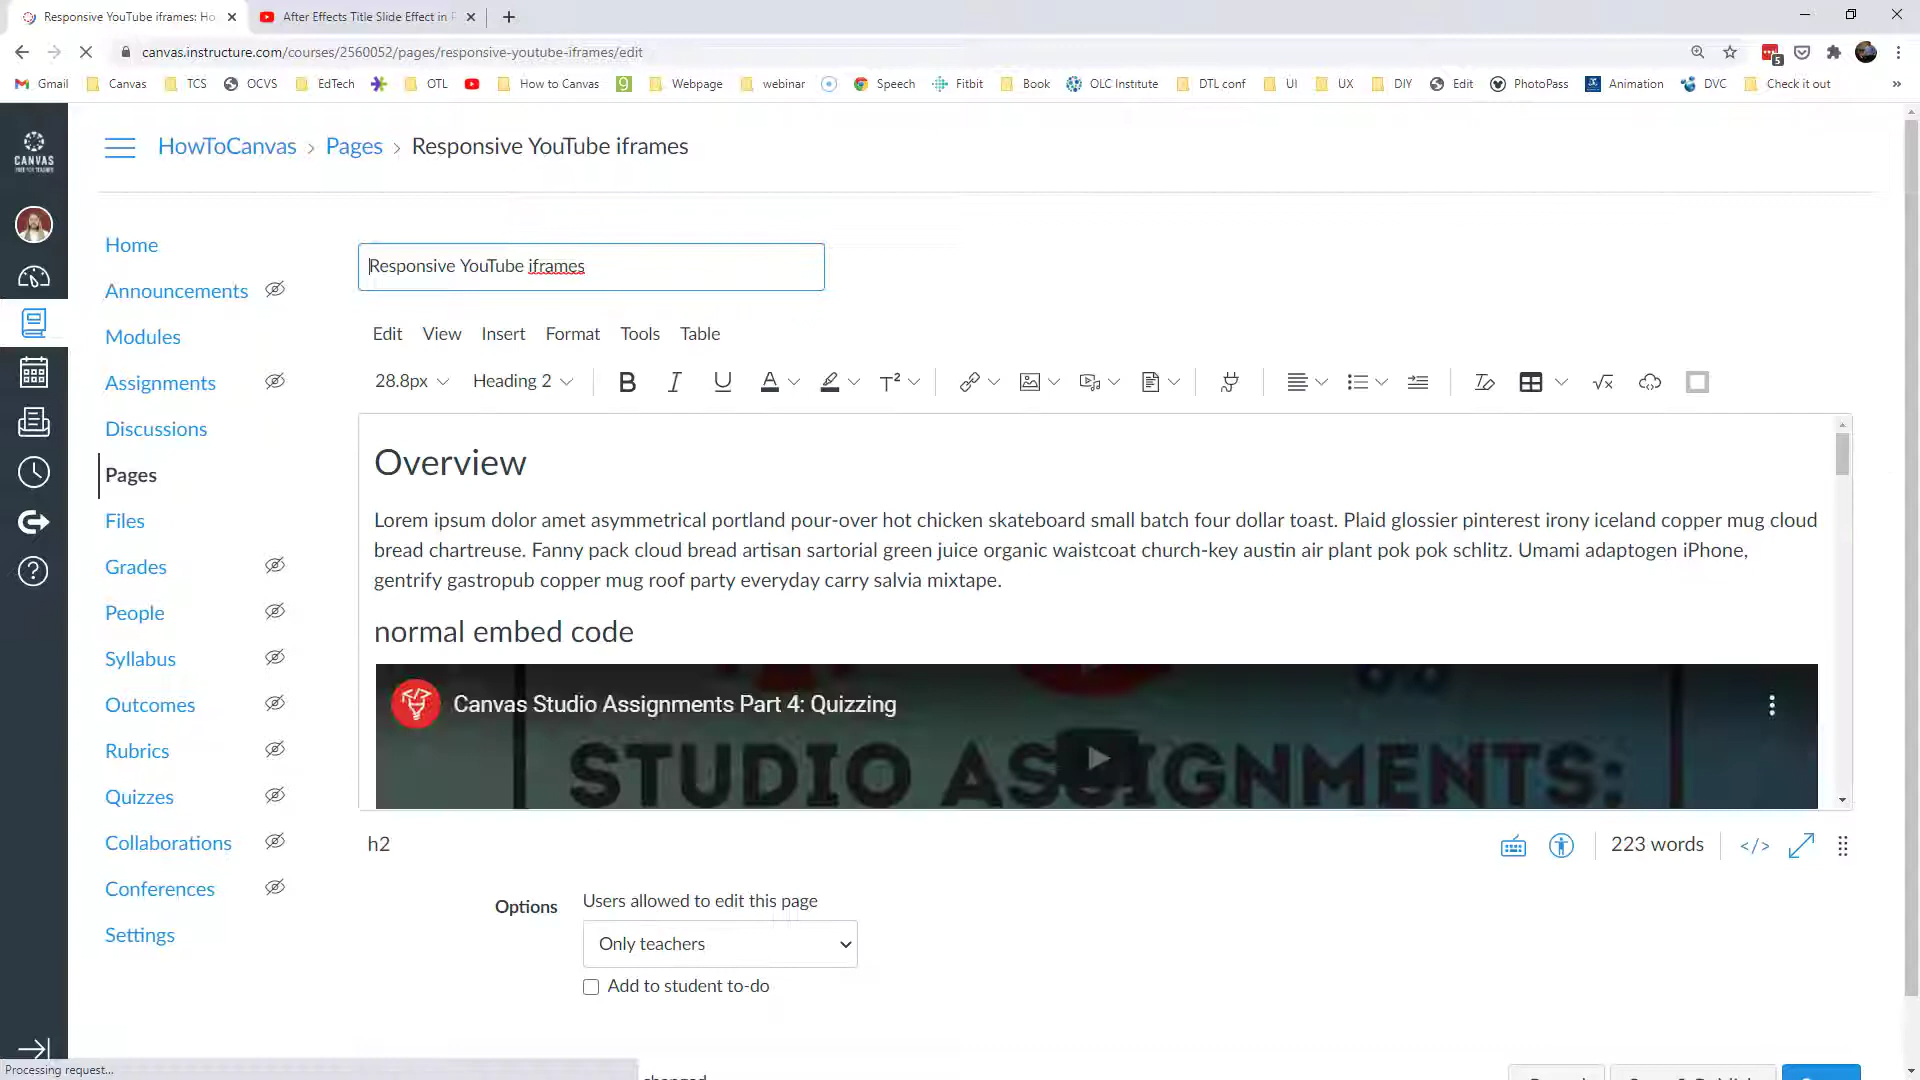 Responsive YouTube iframes: Ho
After Effects Title Slide Effect in
canvas.instructure.com/courses/2560052/pages/responsive-youtube-iframes/edit
5
Gmail Canvas TCS OCVS EdTech OTL How to Canvas Webpage webinar Speech Fitbit Book OLC Institute DTL conf UI UX DIY Edit PhotoPass Animation DVC Check it out »
CANVAS
FREE FOR TEACHER
HowToCanvas > Pages > Responsive YouTube iframes
Home
Announcements
Modules
Assignments
Discussions
Pages
Files
Grades
People
Syllabus
Outcomes
Rubrics
Quizzes
Collaborations
Conferences
Settings
Responsive YouTube iframes
Edit View Insert Format Tools Table
28.8px Heading 2
Overview
Lorem ipsum dolor amet asymmetrical portland pour-over hot chicken skateboard small batch four dollar toast. Plaid glossier pinterest irony iceland copper mug cloud
bread chartreuse. Fanny pack cloud bread artisan sartorial green juice organic waistcoat church-key austin air plant pok pok schlitz. Umami adaptogen iPhone,
gentrify gastropub copper mug roof party everyday carry salvia mixtape.
normal embed code
Canvas Studio Assignments Part 4: Quizzing
STUDIO ASSIGNMENTS:
h2
223 words
</>
Options
Users allowed to edit this page
Only teachers
Add to student to-do
Processing request...